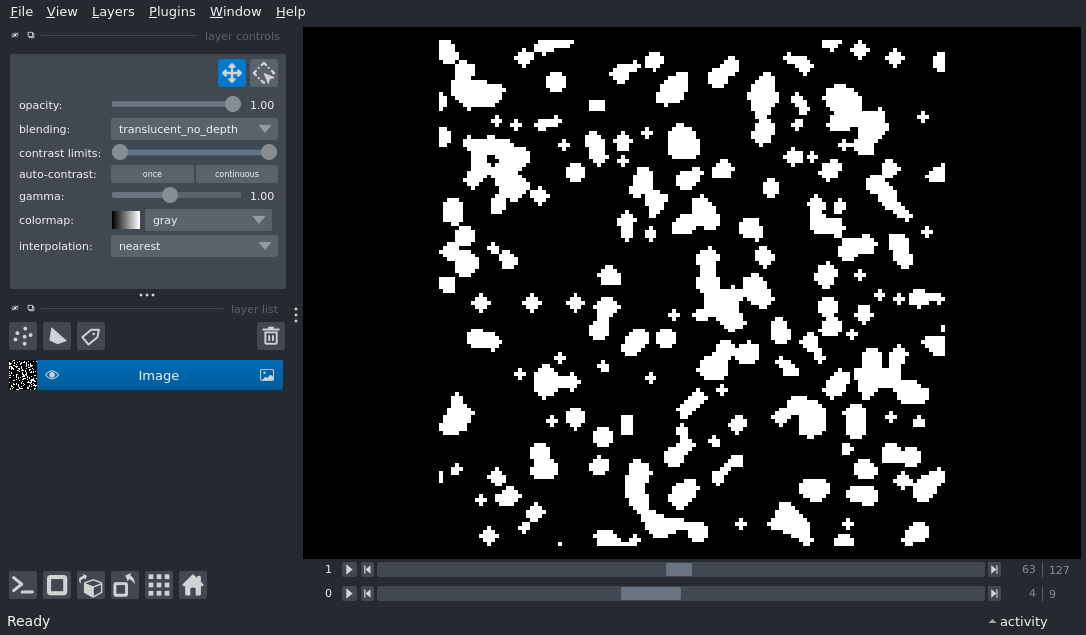 File View Layers Plugins Window Help
layer controls
opacity: 1.00
blending: translucent_no_depth
contrast limits:
auto-contrast: once continuous
gamma: 1.00
colormap: gray
interpolation: nearest
layer list
Image
1 63 127
0 4 9
Ready activity